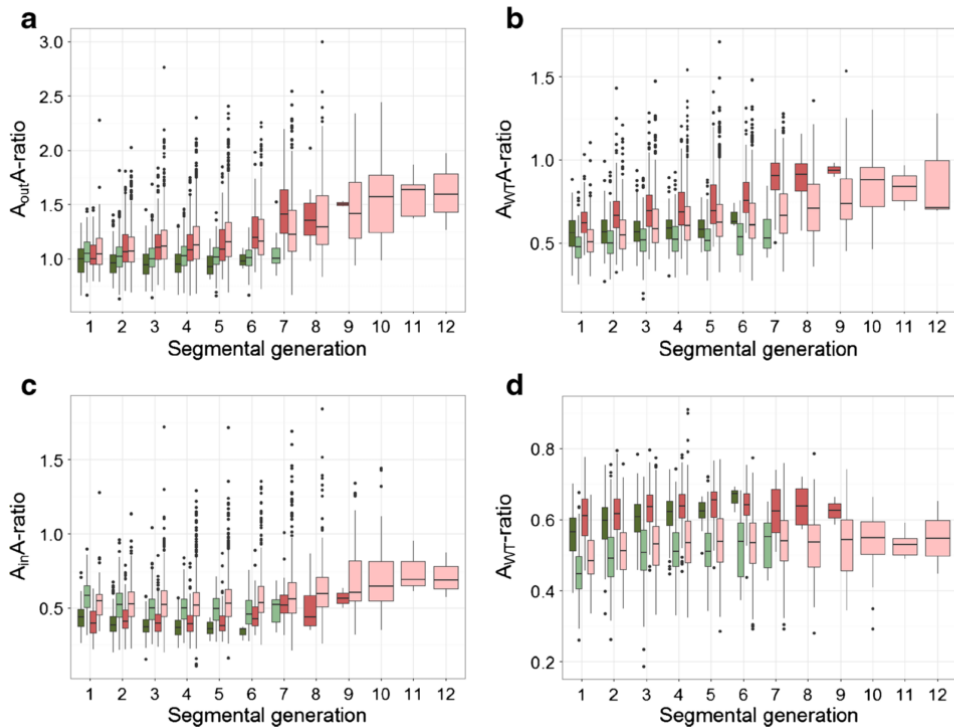 a
AoutA-ratio
3.0
2.5
2.0
1.5
1.0
1 2 3 4 5 6 7 8 9 10 11 12
Segmental generation
b
AWTA-ratio
1.5
1.0
0.5
1 2 3 4 5 6 7 8 9 10 11 12
Segmental generation
c
AinA-ratio
1.5
1.0
0.5
1 2 3 4 5 6 7 8 9 10 11 12
Segmental generation
d
AWT-ratio
0.8
0.6
0.4
0.2
1 2 3 4 5 6 7 8 9 10 11 12
Segmental generation